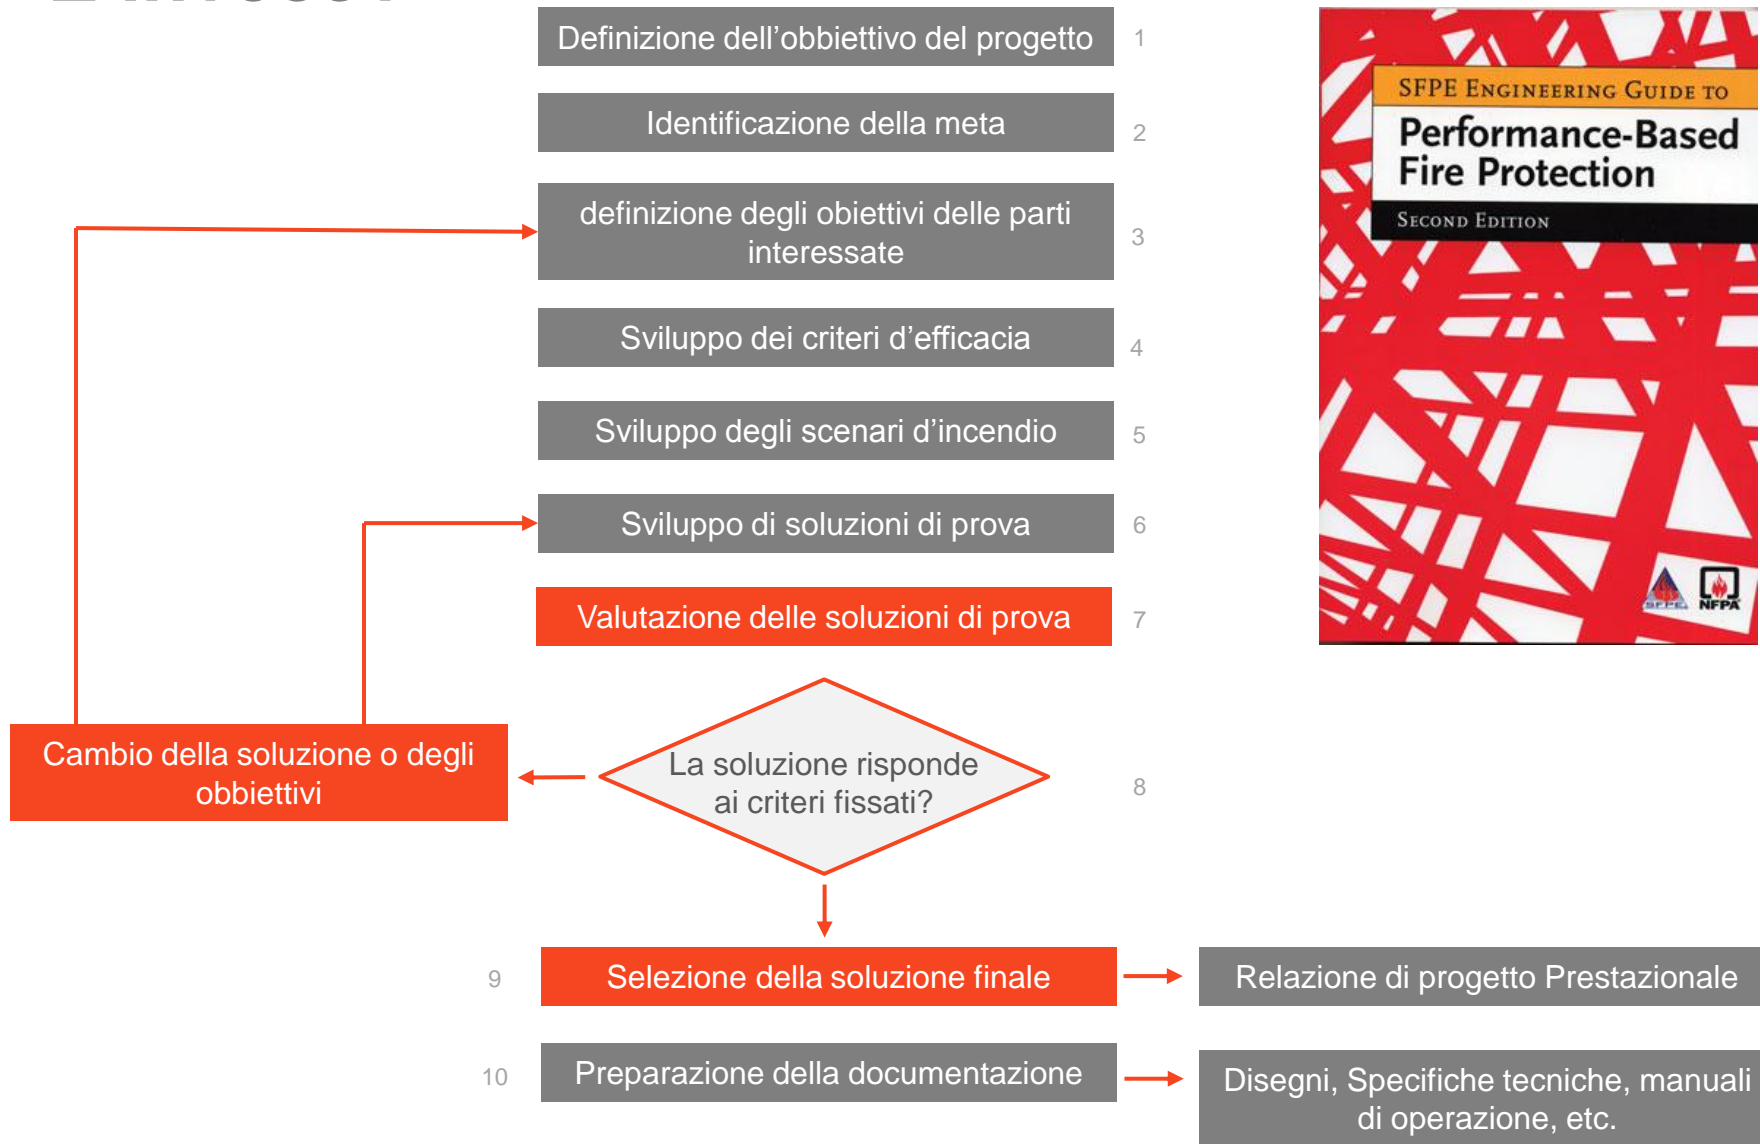 Definizione dell’obbiettivo del progetto
1
Identificazione della meta
2
definizione degli obiettivi delle parti
interessate
3
Sviluppo dei criteri d’efficacia
4
Sviluppo degli scenari d’incendio
5
Sviluppo di soluzioni di prova
6
Valutazione delle soluzioni di prova
7
La soluzione risponde
ai criteri fissati?
8
Cambio della soluzione o degli
obbiettivi
9
Selezione della soluzione finale
Relazione di progetto Prestazionale
10
Preparazione della documentazione
Disegni, Specifiche tecniche, manuali
di operazione, etc.
SFPE ENGINEERING GUIDE TO
Performance-Based
Fire Protection
SECOND EDITION
SFPE
NFPA